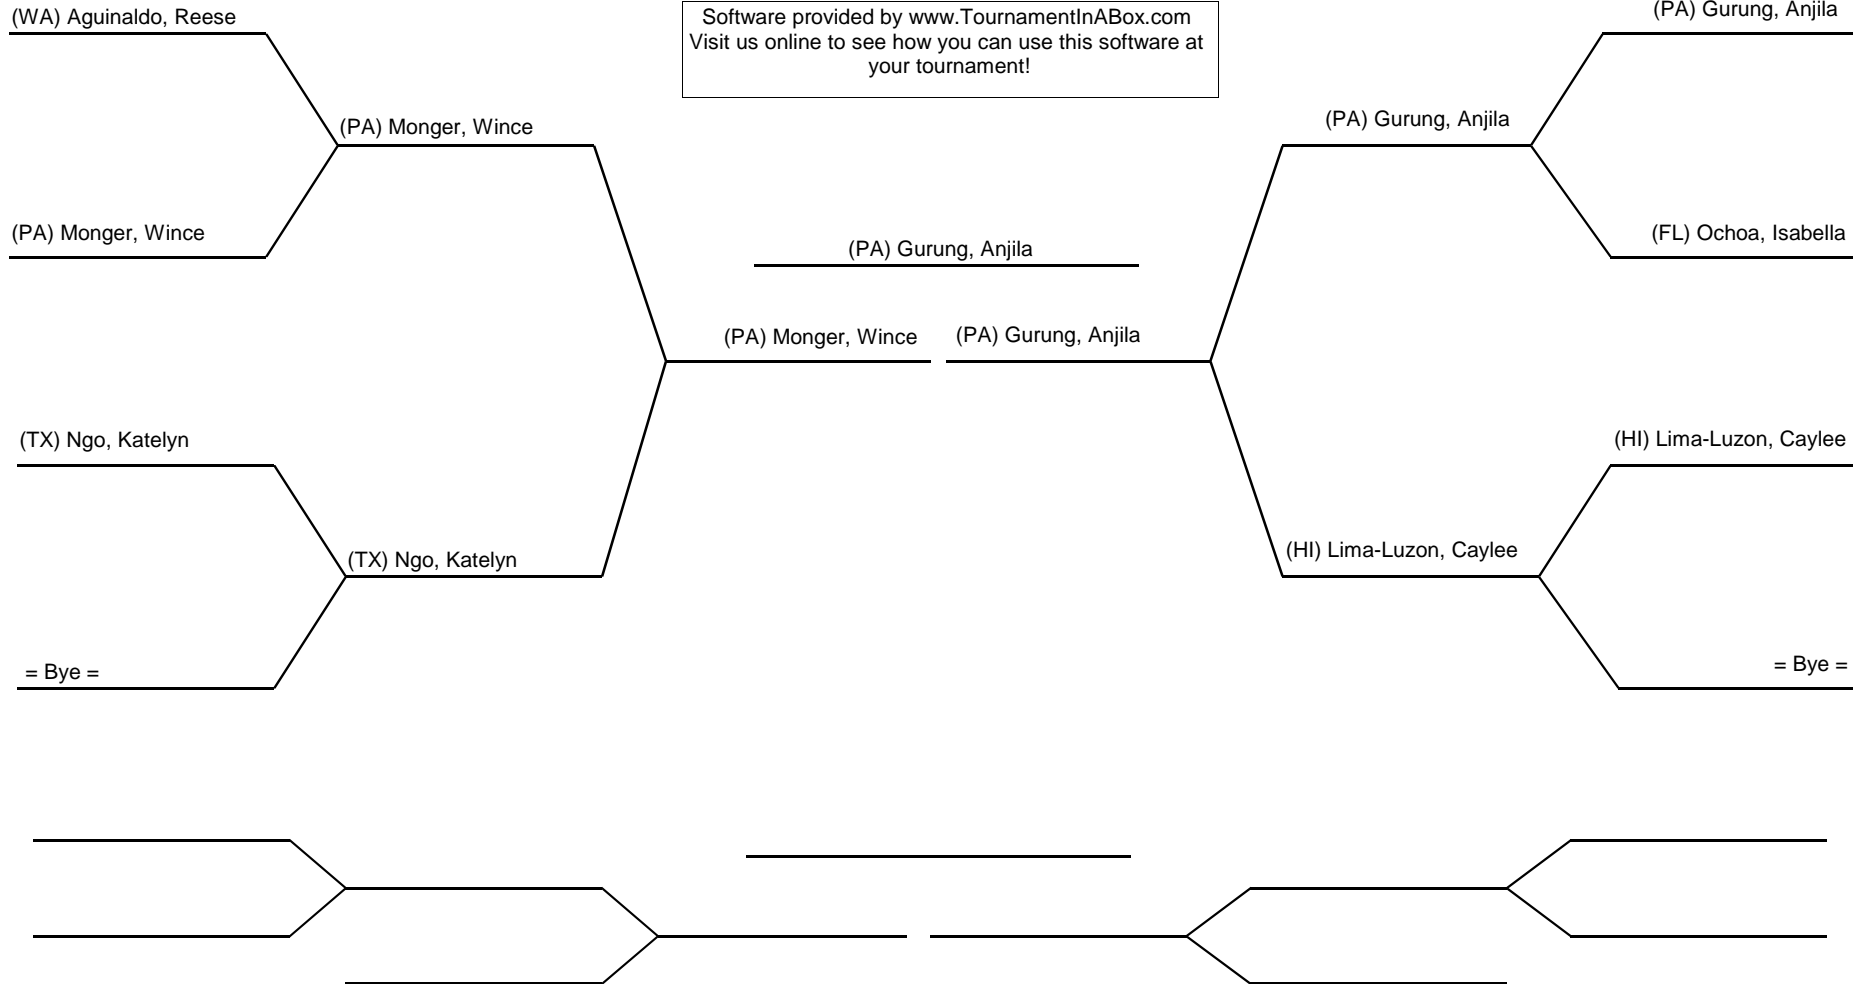 (WA) Aguinaldo, Reese
Software provided by www.TournamentInABox.com
Visit us online to see how you can use this software at
your tournament!
(PA) Gurung, Anjila
(PA) Monger, Wince
(PA) Gurung, Anjila
(PA) Monger, Wince
(PA) Gurung, Anjila
(FL) Ochoa, Isabella
(PA) Monger, Wince
(PA) Gurung, Anjila
(TX) Ngo, Katelyn
(HI) Lima-Luzon, Caylee
(TX) Ngo, Katelyn
(HI) Lima-Luzon, Caylee
= Bye =
= Bye =